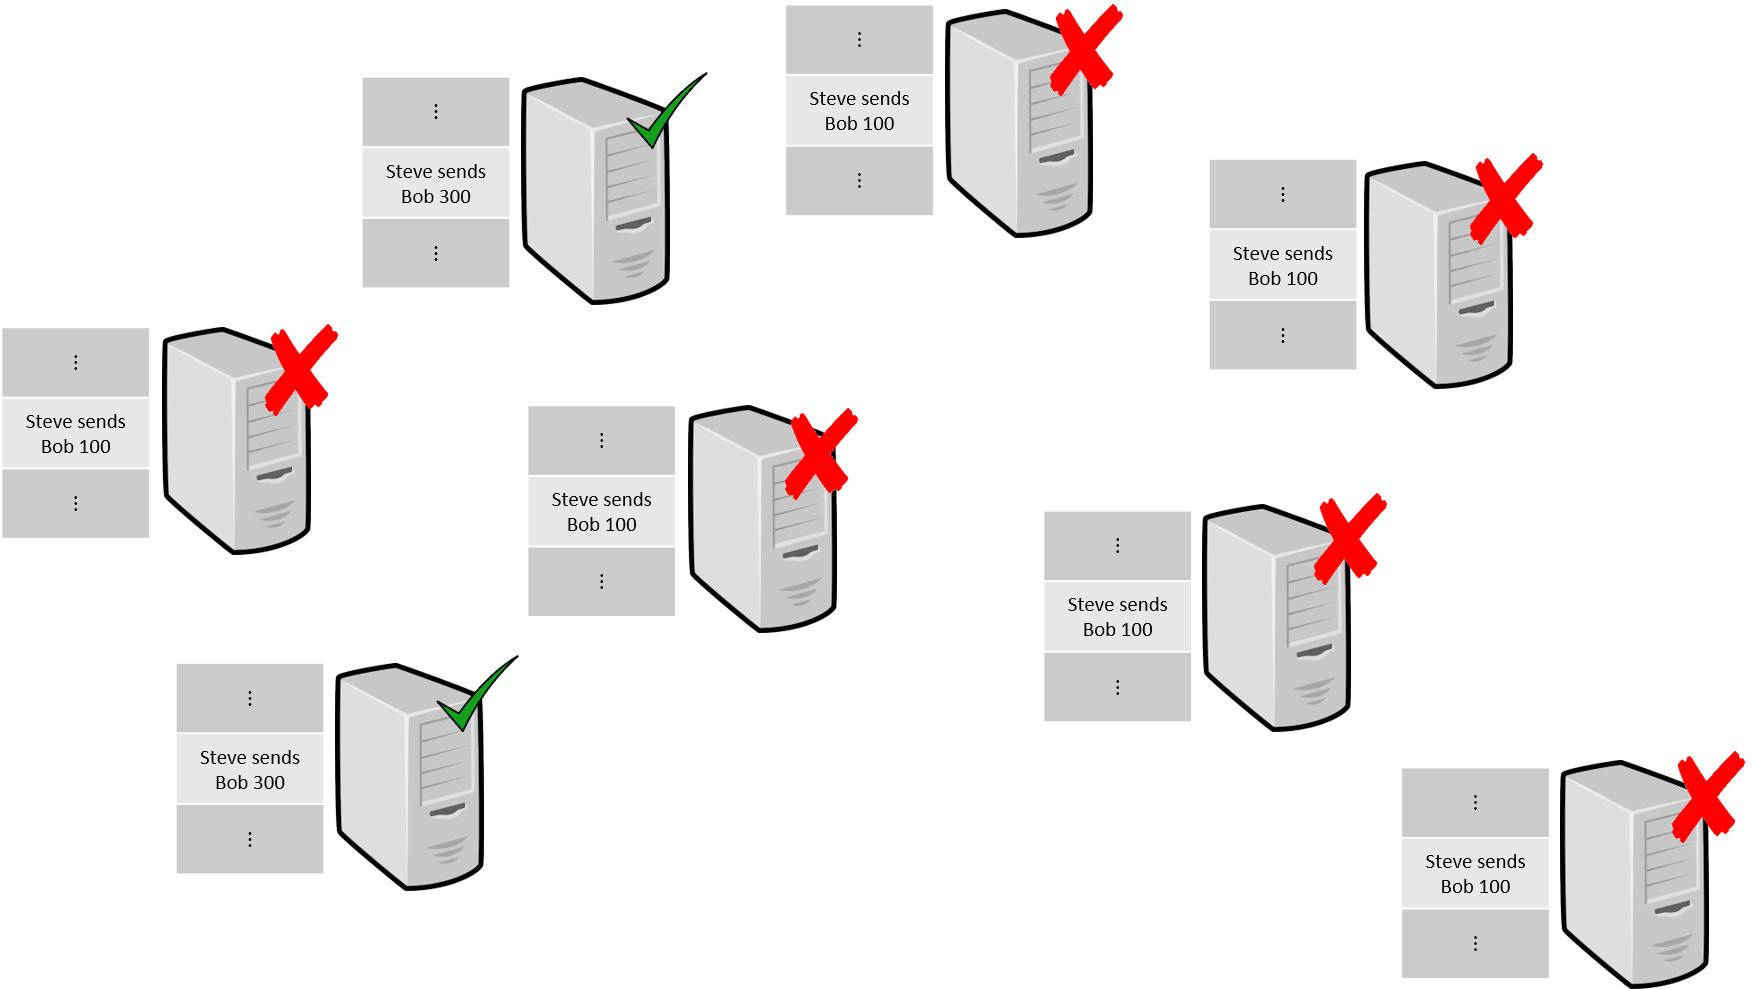 ⋮
Steve sends
Bob 100
⋮
⋮
Steve sends
Bob 300
⋮
⋮
Steve sends
Bob 100
⋮
⋮
Steve sends
Bob 100
⋮
⋮
Steve sends
Bob 100
⋮
⋮
Steve sends
Bob 100
⋮
⋮
Steve sends
Bob 300
⋮
⋮
Steve sends
Bob 100
⋮